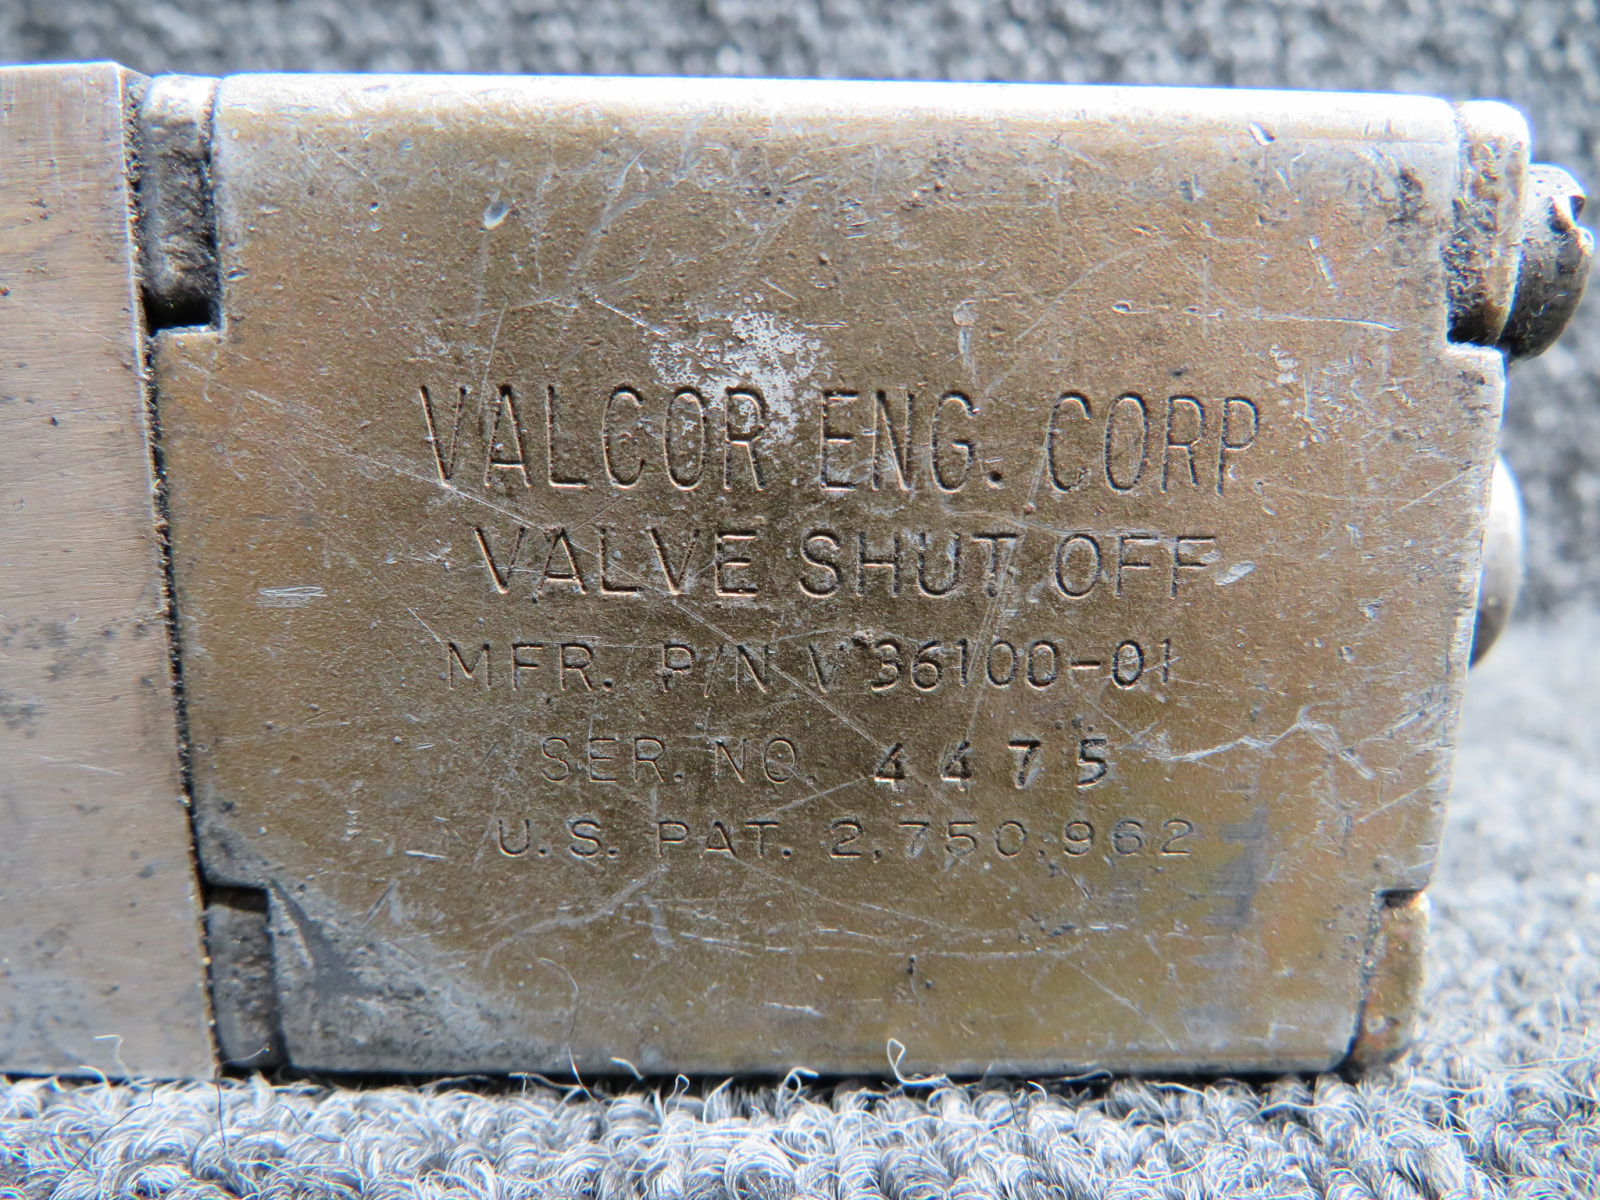 VALCOR ENG. CORP.
VALVE SHUT OFF
MFR. P/N V 36100-01
SER. NO. 4475
U.S. PAT. 2,750,962